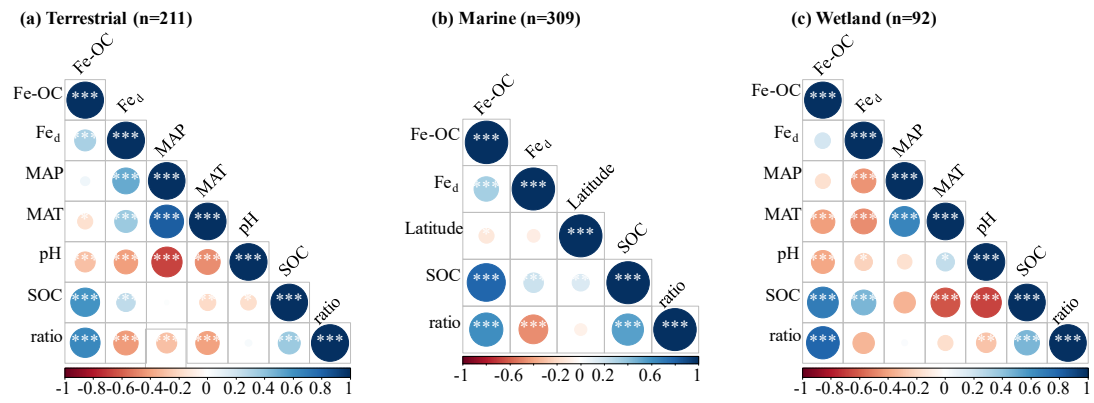 (a) Terrestrial (n=211)
Fe-OC
Fe-OC
Fed
Fed
MAP
MAP
MAT
MAT
pH
pH
SOC
SOC
ratio
ratio
-1 -0.8 -0.6 -0.4 -0.2 0 0.2 0.4 0.6 0.8 1
(b) Marine (n=309)
Fe-OC
Fe-OC
Fed
Fed
Latitude
Latitude
SOC
SOC
ratio
ratio
-1 -0.6 -0.2 0 0.2 0.6 1
(c) Wetland (n=92)
Fe-OC
Fe-OC
Fed
Fed
MAP
MAP
MAT
MAT
pH
pH
SOC
SOC
ratio
ratio
-1 -0.8 -0.6 -0.4 -0.2 0 0.2 0.4 0.6 0.8 1